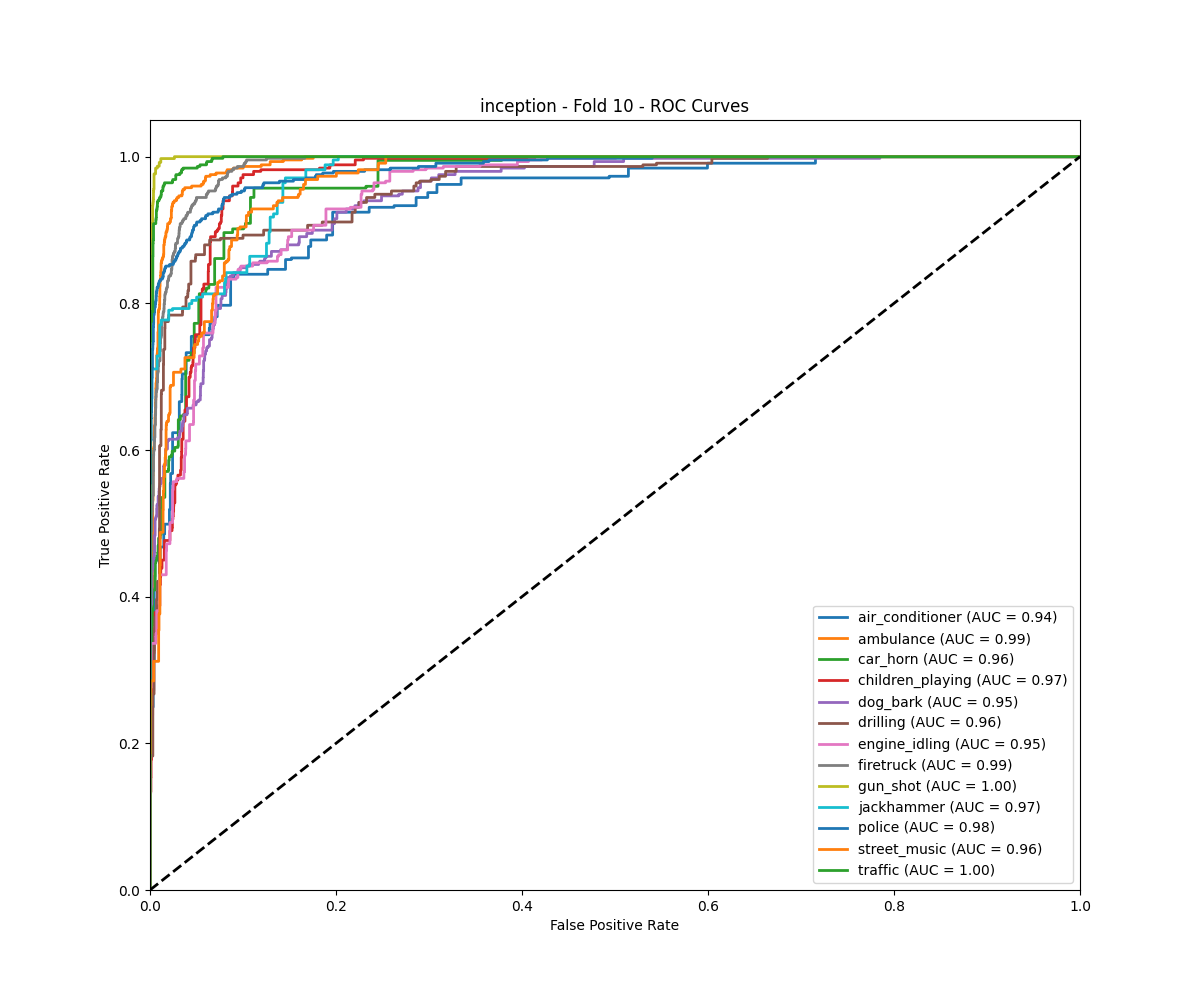 inception - Fold 10 - ROC Curves
1.0
0.8
0.6
0.4
0.2
0.0
True Positive Rate
0.0 0.2 0.4 0.6 0.8 1.0
False Positive Rate
air_conditioner (AUC = 0.94)
ambulance (AUC = 0.99)
car_horn (AUC = 0.96)
children_playing (AUC = 0.97)
dog_bark (AUC = 0.95)
drilling (AUC = 0.96)
engine_idling (AUC = 0.95)
firetruck (AUC = 0.99)
gun_shot (AUC = 1.00)
jackhammer (AUC = 0.97)
police (AUC = 0.98)
street_music (AUC = 0.96)
traffic (AUC = 1.00)